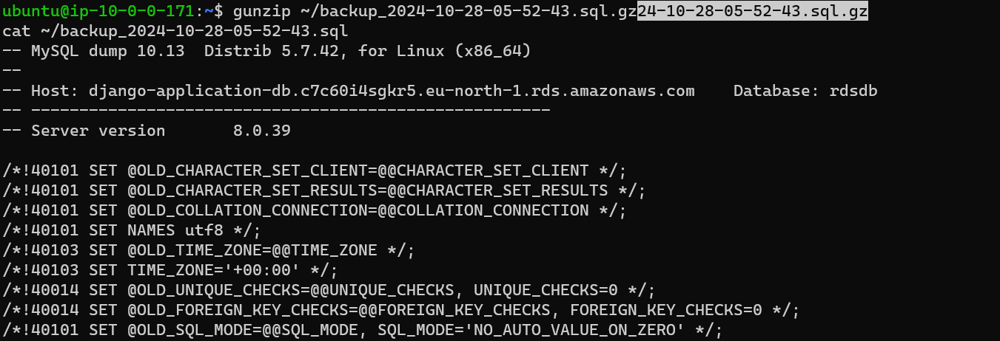 ubuntu@ip-10-0-0-171:~$ gunzip ~/backup_2024-10-28-05-52-43.sql.gz24-10-28-05-52-43.sql.gz
cat ~/backup_2024-10-28-05-52-43.sql
-- MySQL dump 10.13  Distrib 5.7.42, for Linux (x86_64)
--
-- Host: django-application-db.c7c60i4sgkr5.eu-north-1.rds.amazonaws.com    Database: rdsdb
-- ------------------------------------------------------
-- Server version       8.0.39

/*!40101 SET @OLD_CHARACTER_SET_CLIENT=@@CHARACTER_SET_CLIENT */;
/*!40101 SET @OLD_CHARACTER_SET_RESULTS=@@CHARACTER_SET_RESULTS */;
/*!40101 SET @OLD_COLLATION_CONNECTION=@@COLLATION_CONNECTION */;
/*!40101 SET NAMES utf8 */;
/*!40103 SET @OLD_TIME_ZONE=@@TIME_ZONE */;
/*!40103 SET TIME_ZONE='+00:00' */;
/*!40014 SET @OLD_UNIQUE_CHECKS=@@UNIQUE_CHECKS, UNIQUE_CHECKS=0 */;
/*!40014 SET @OLD_FOREIGN_KEY_CHECKS=@@FOREIGN_KEY_CHECKS, FOREIGN_KEY_CHECKS=0 */;
/*!40101 SET @OLD_SQL_MODE=@@SQL_MODE, SQL_MODE='NO_AUTO_VALUE_ON_ZERO' */;